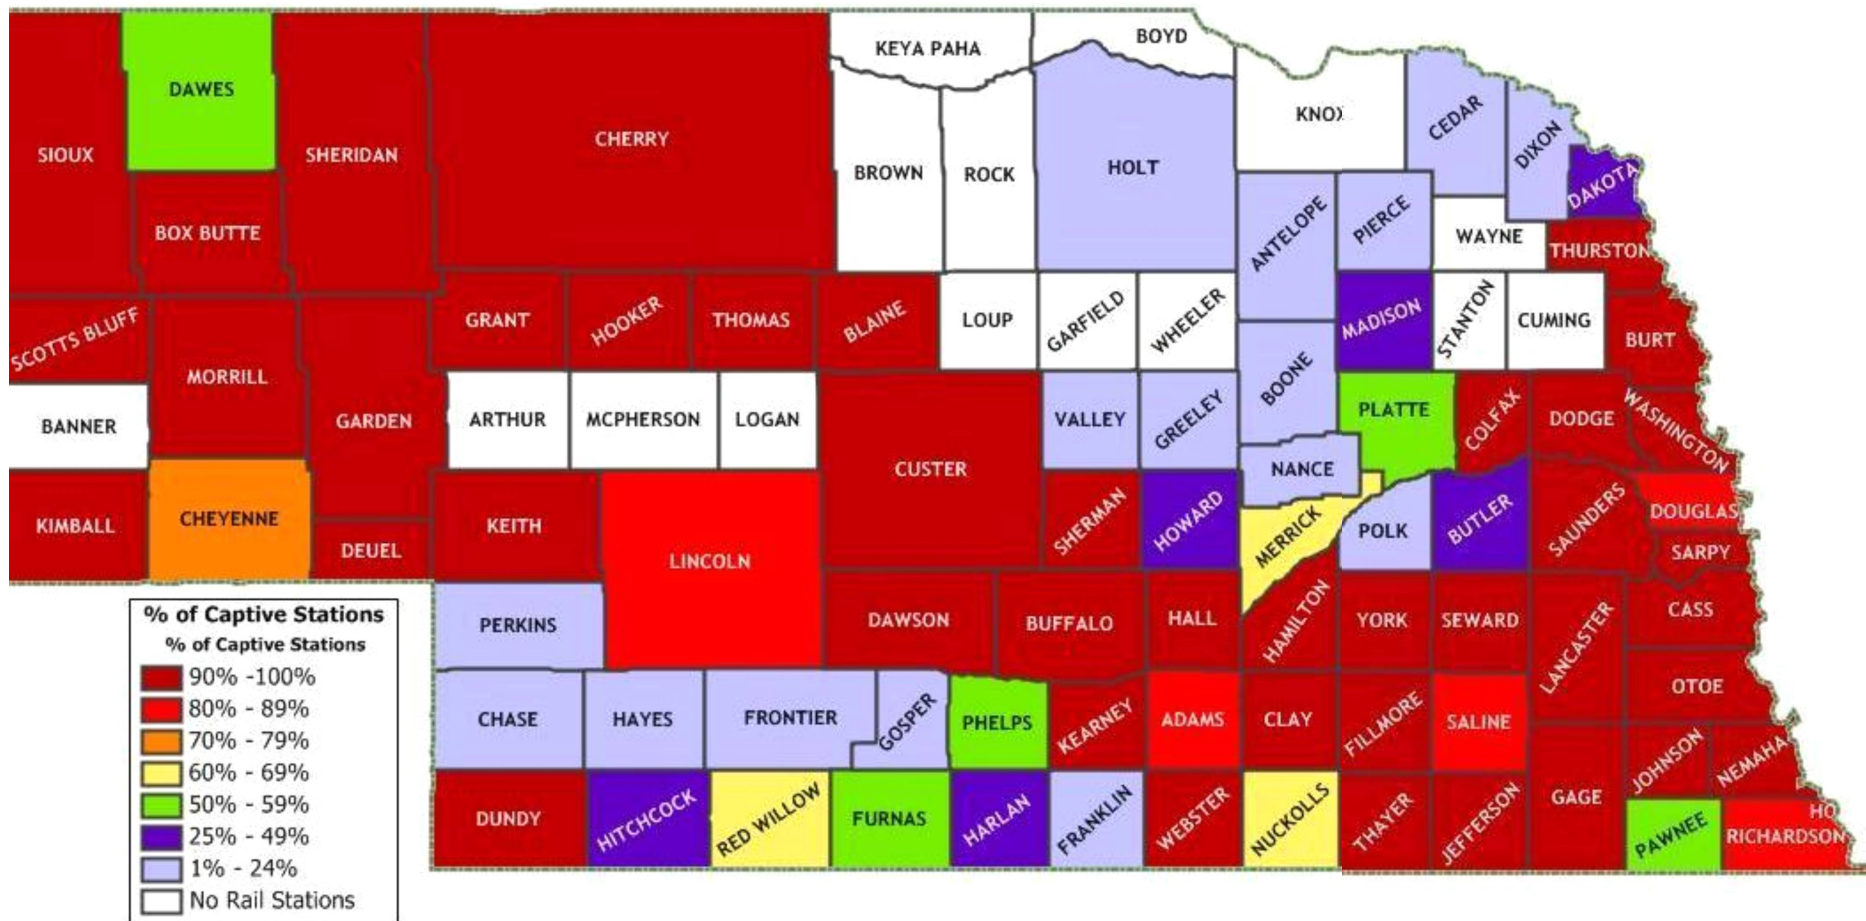 KEYA PAHA
BOYD
DAWES
KNOX
CEDAR
SIOUX
SHERIDAN
CHERRY
BROWN
ROCK
HOLT
DIXON
DAKOTA
BOX BUTTE
ANTELOPE
PIERCE
WAYNE
THURSTON
SCOTTS BLUFF
GRANT
HOOKER
THOMAS
BLAINE
LOUP
GARFIELD
WHEELER
MADISON
STANTON
CUMING
BURT
MORRILL
BANNER
GARDEN
ARTHUR
MCPHERSON
LOGAN
VALLEY
GREELEY
BOONE
PLATTE
COLFAX
DODGE
WASHINGTON
CUSTER
NANCE
KIMBALL
CHEYENNE
DEUEL
KEITH
LINCOLN
SHERMAN
HOWARD
MERRICK
POLK
BUTLER
SAUNDERS
DOUGLAS
SARPY
PERKINS
DAWSON
BUFFALO
HALL
HAMILTON
YORK
SEWARD
LANCASTER
CASS
OTOE
CHASE
HAYES
FRONTIER
GOSPER
PHELPS
KEARNEY
ADAMS
CLAY
FILLMORE
SALINE
DUNDY
HITCHCOCK
RED WILLOW
FURNAS
HARLAN
FRANKLIN
WEBSTER
NUCKOLLS
THAYER
JEFFERSON
GAGE
JOHNSON
NEMAHA
PAWNEE
HO
RICHARDSON
% of Captive Stations
% of Captive Stations
90% -100%
80% - 89%
70% - 79%
60% - 69%
50% - 59%
25% - 49%
1% - 24%
No Rail Stations